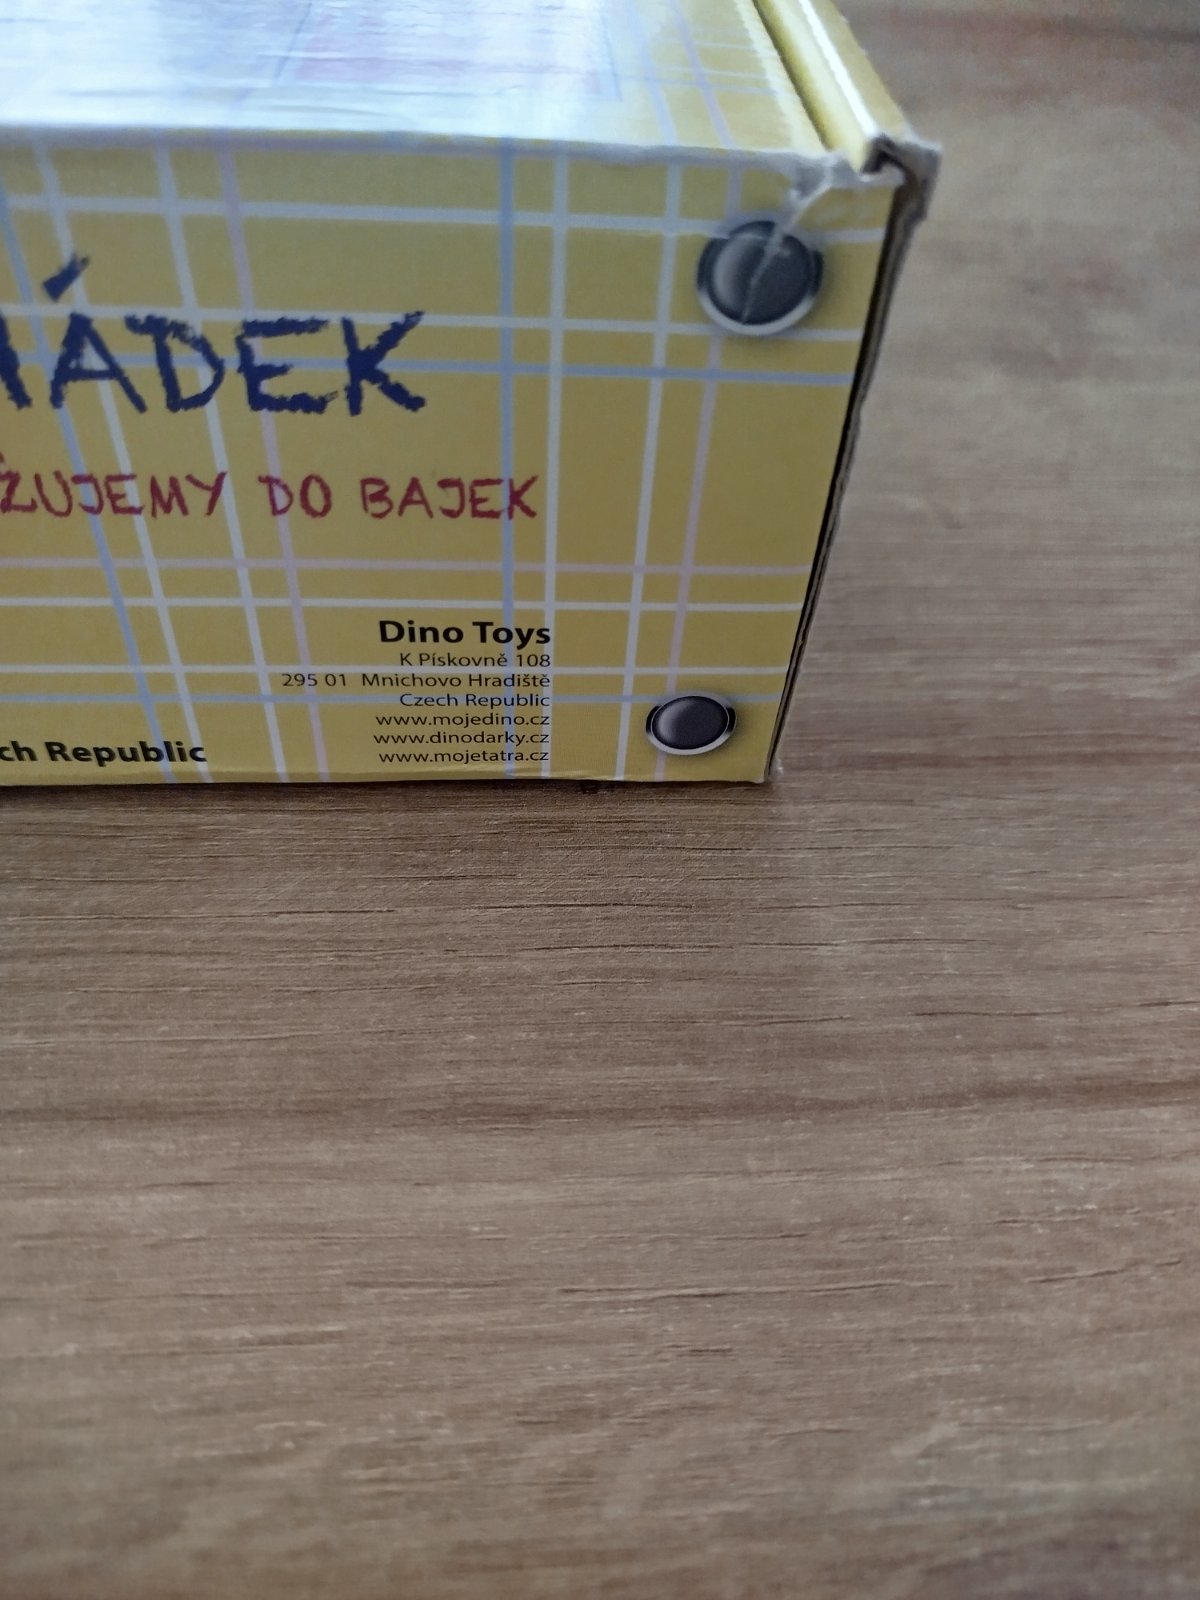 ŽUJEMY DO BAJEK
Dino Toys
K Pískovně 108
295 01 Mnichovo Hradiště
Czech Republic
www.mojedino.cz
www.dinodarky.cz
www.mojetatra.cz
ch Republic